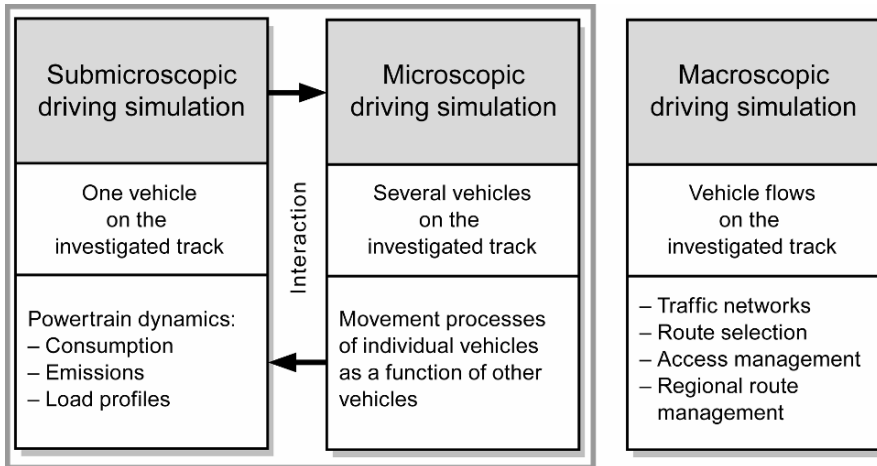 Submicroscopic
driving simulation
One vehicle
on the
investigated track
Powertrain dynamics:
– Consumption
– Emissions
– Load profiles
Interaction
Microscopic
driving simulation
Several vehicles
on the
investigated track
Movement processes
of individual vehicles
as a function of other
vehicles
Macroscopic
driving simulation
Vehicle flows
on the
investigated track
– Traffic networks
– Route selection
– Access management
– Regional route
management